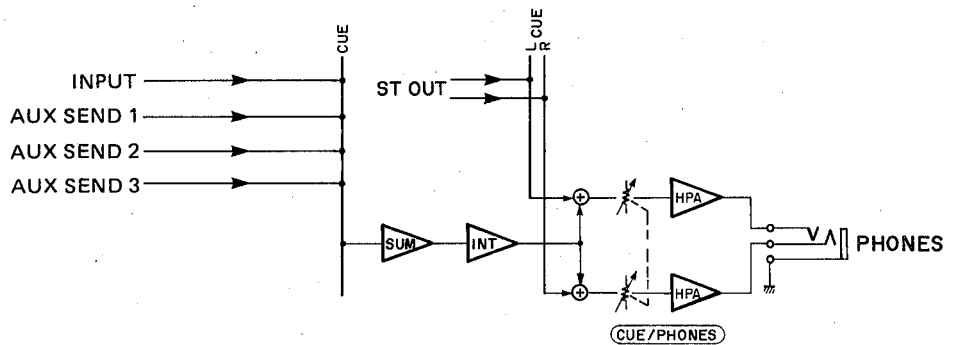 CUE
INPUT
AUX SEND 1
AUX SEND 2
AUX SEND 3
ST OUT
L
R
CUE
SUM
INT
HPA
HPA
PHONES
CUE/PHONES